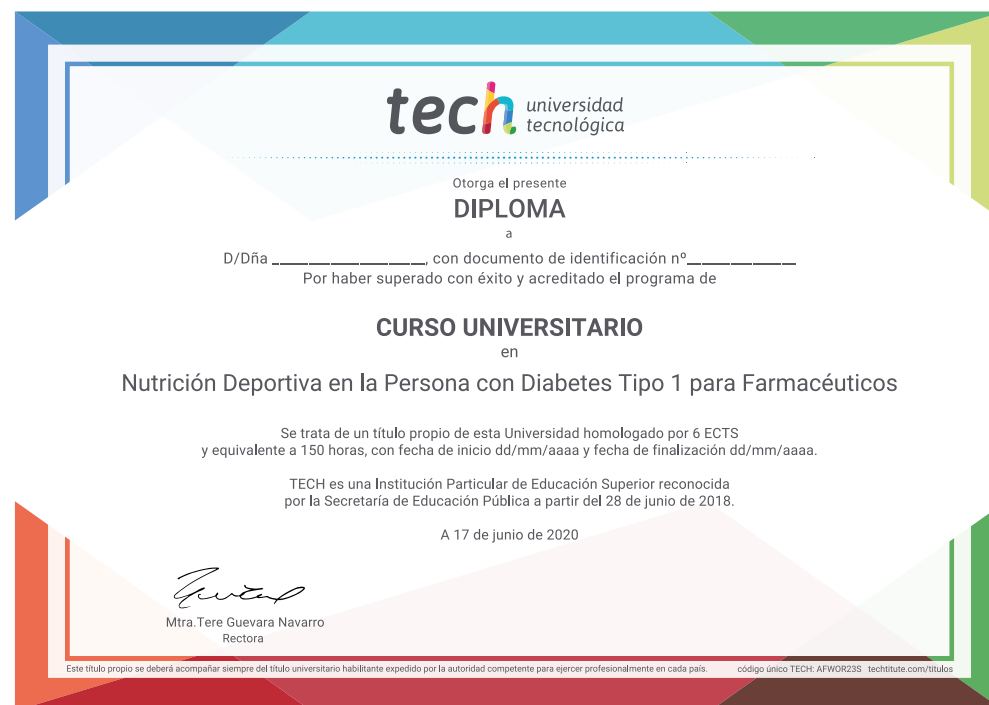 tech universidad
tecnológica
Otorga el presente
DIPLOMA
a
D/Dña ____________________, con documento de identificación nº______________
Por haber superado con éxito y acreditado el programa de
CURSO UNIVERSITARIO
en
Nutrición Deportiva en la Persona con Diabetes Tipo 1 para Farmacéuticos
Se trata de un título propio de esta Universidad homologado por 6 ECTS
y equivalente a 150 horas, con fecha de inicio dd/mm/aaaa y fecha de finalización dd/mm/aaaa.
TECH es una Institución Particular de Educación Superior reconocida
por la Secretaría de Educación Pública a partir del 28 de junio de 2018.
A 17 de junio de 2020
Mtra.Tere Guevara Navarro
Rectora
Este título propio se deberá acompañar siempre del título universitario habilitante expedido por la autoridad competente para ejercer profesionalmente en cada país. código único TECH: AFWOR23S techtitute.com/titulos